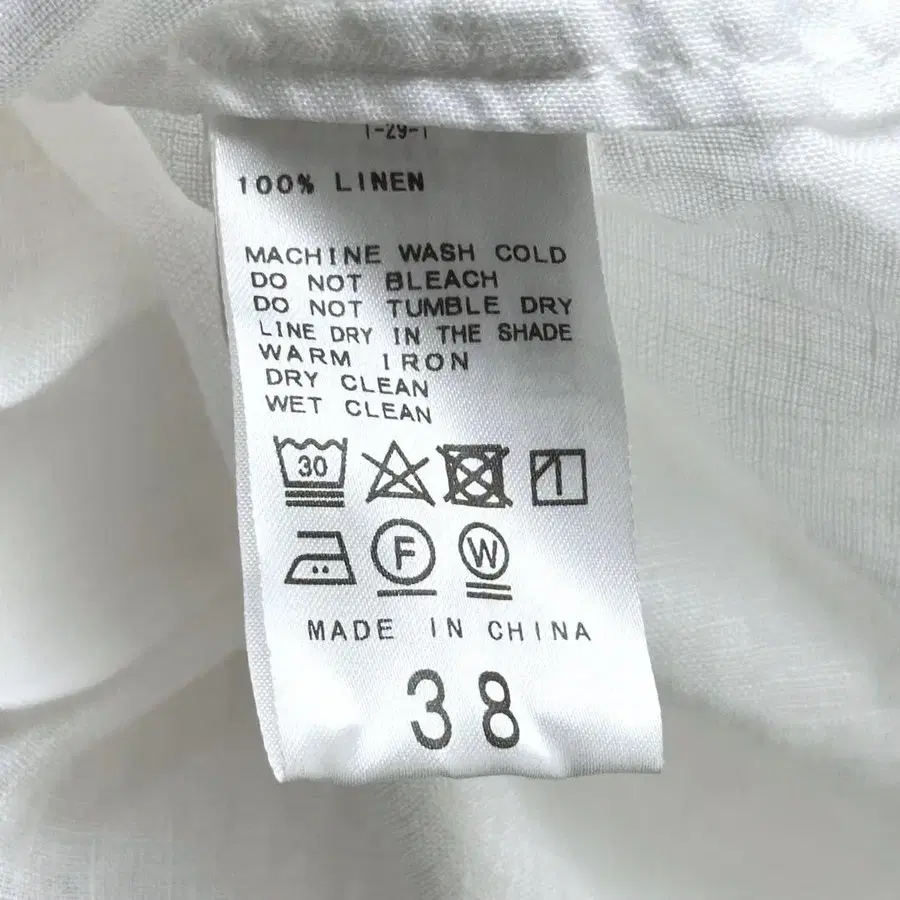 1-29-1
100% LINEN
MACHINE WASH COLD
DO NOT BLEACH
DO NOT TUMBLE DRY
LINE DRY IN THE SHADE
WARM IRON
DRY CLEAN
WET CLEAN
30
F W
MADE IN CHINA
38